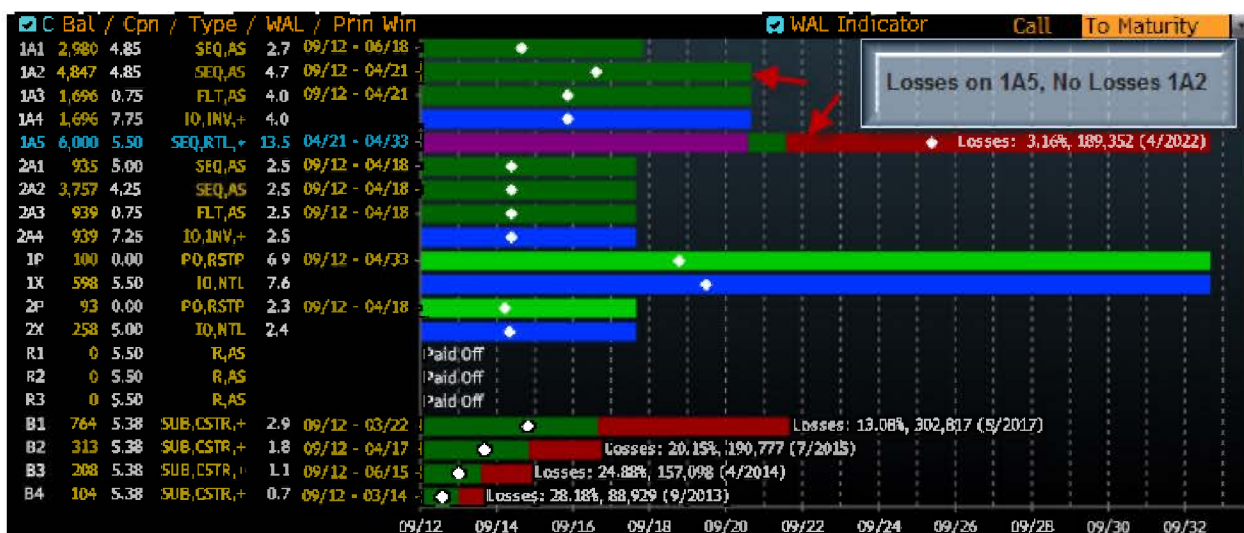 C Bal / Cpn / Type / WAL / Prin Win WAL Indicator Call To Maturity
1A1 2,980 4.85 SEQ,AS 2.7 09/12 - 06/18
1A2 4,847 4.85 SEQ,AS 4.7 09/12 - 04/21
Losses on 1A5, No Losses 1A2
1A3 1,696 0.75 FLT,AS 4.0 09/12 - 04/21
1A4 1,696 7.75 IO,INV,+ 4.0
1A5 6,000 5.50 SEQ,RTL,+ 13.5 04/21 - 04/33 Losses: 3.16%, 189,352 (4/2022)
2A1 935 5.00 SEQ,AS 2.5 09/12 - 04/18
2A2 3,757 4.25 SEQ,AS 2.5 09/12 - 04/18
2A3 939 0.75 FLT,AS 2.5 09/12 - 04/18
2A4 939 7.25 IO,INV,+ 2.5
1P 100 0.00 PO,RSTP 6.9 09/12 - 04/33
1X 598 5.50 IO,NTL 7.6
2P 93 0.00 PO,RSTP 2.3 09/12 - 04/18
2X 258 5.00 IO,NTL 2.4
R1 0 5.50 R,AS Paid Off
R2 0 5.50 R,AS Paid Off
R3 0 5.50 R,AS Paid Off
B1 764 5.38 SUB,CSTR,+ 2.9 09/12 - 03/22 Losses: 13.08%, 302,817 (5/2017)
B2 313 5.38 SUB,CSTR,+ 1.8 09/12 - 04/17 Losses: 20.15%, 190,777 (7/2015)
B3 208 5.38 SUB,CSTR,+ 1.1 09/12 - 06/15 Losses: 24.88%, 157,098 (4/2014)
B4 104 5.38 SUB,CSTR,+ 0.7 09/12 - 03/14 Losses: 28.18%, 88,929 (9/2013)
09/12 09/14 09/16 09/18 09/20 09/22 09/24 09/26 09/28 09/30 09/32